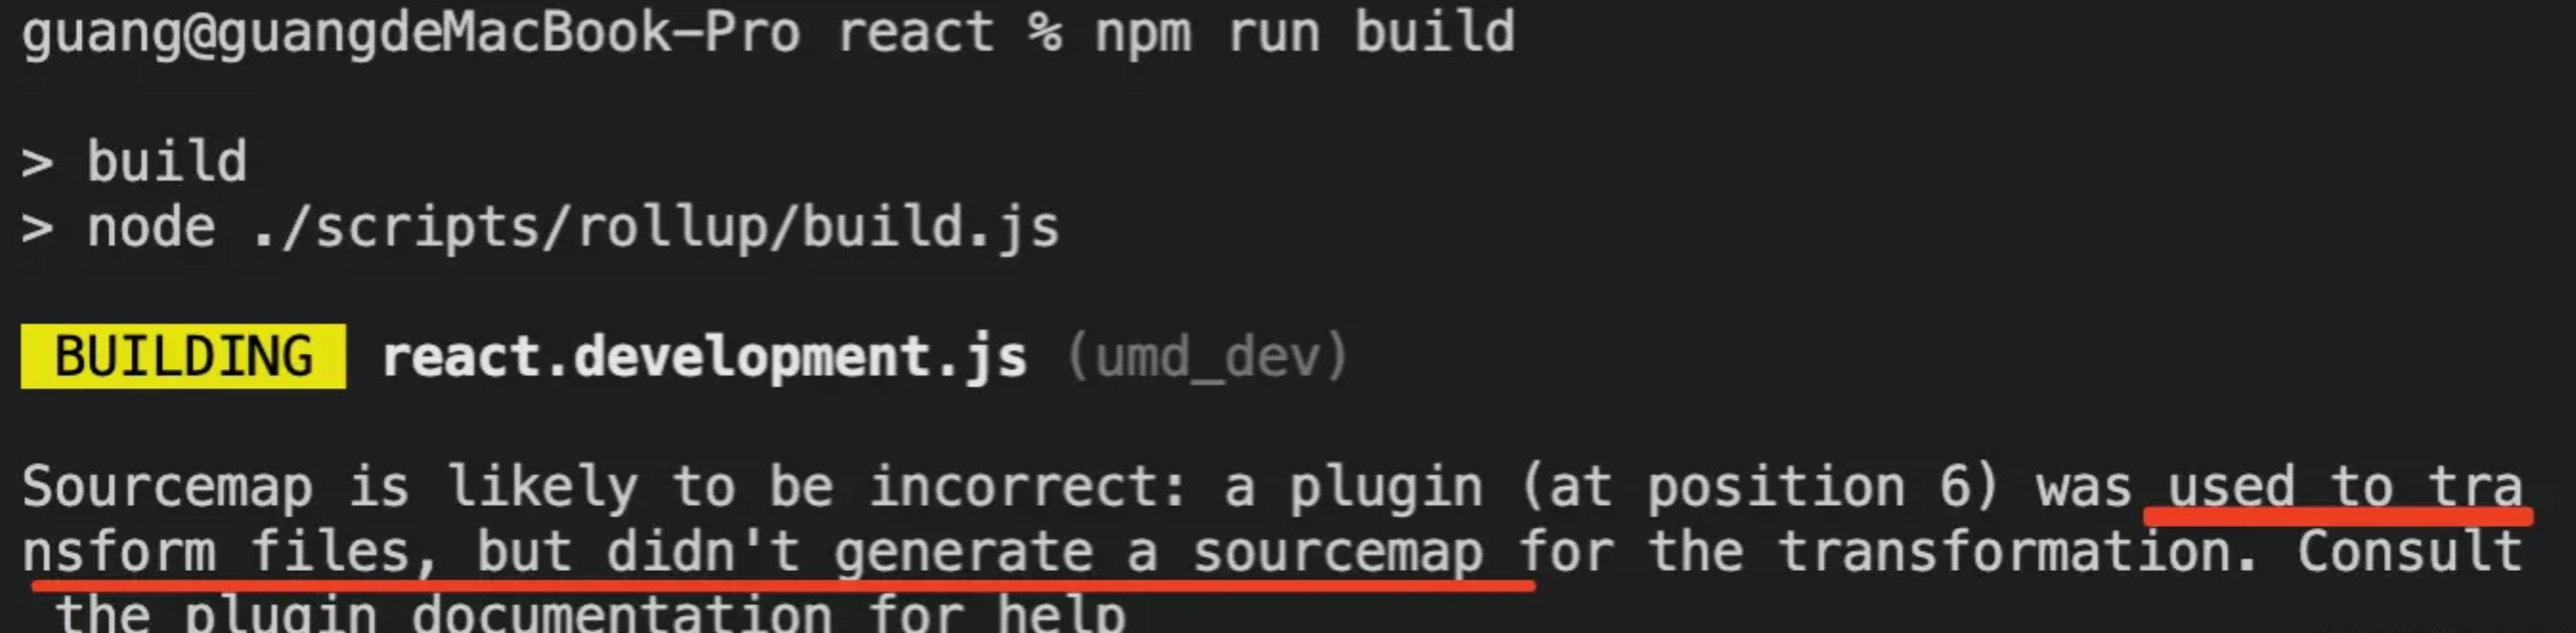 guang@guangdeMacBook-Pro react % npm run build
> build
> node ./scripts/rollup/build.js
BUILDING react.development.js (umd_dev)
Sourcemap is likely to be incorrect: a plugin (at position 6) was used to tra
nsform files, but didn't generate a sourcemap for the transformation. Consult
the plugin documentation for help